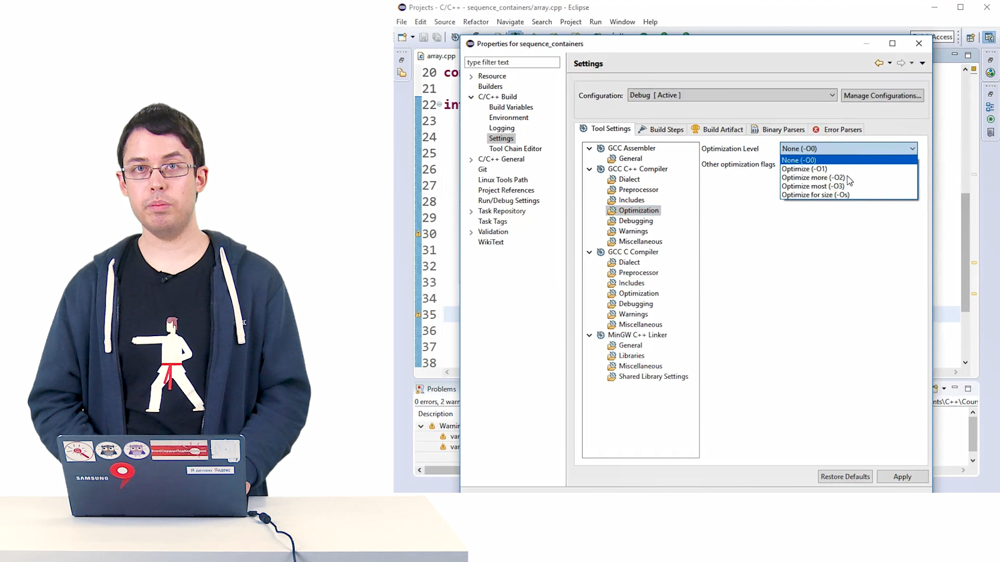 Projects - C/C++ - sequence_containers/array.cpp - Eclipse
File Edit Source Refactor Navigate Search Project Run Window Help
Access
Properties for sequence_containers
array.cpp
type filter text
Settings
20 co
21
22 in
23
24
25
26
27
28
29
30
31
32
33
34
35
36
37
38
Resource
Builders
C/C++ Build
Build Variables
Environment
Logging
Settings
Tool Chain Editor
C/C++ General
Git
Linux Tools Path
Project References
Run/Debug Settings
Task Repository
Task Tags
Validation
WikiText
Configuration: Debug [ Active ] Manage Configurations...
Tool Settings Build Steps Build Artifact Binary Parsers Error Parsers
GCC Assembler
General
GCC C++ Compiler
Dialect
Preprocessor
Includes
Optimization
Debugging
Warnings
Miscellaneous
GCC C Compiler
Dialect
Preprocessor
Includes
Optimization
Debugging
Warnings
Miscellaneous
MinGW C++ Linker
General
Libraries
Miscellaneous
Shared Library Settings
Optimization Level None (-O0)
Other optimization flags
None (-O0)
Optimize (-O1)
Optimize more (-O2)
Optimize most (-O3)
Optimize for size (-Os)
Restore Defaults Apply
Problems
0 errors, 2 warn
Description
Warnin
var
var
nts\C++\Cour
SAMSUNG
Я делаю Яндекс
CTF